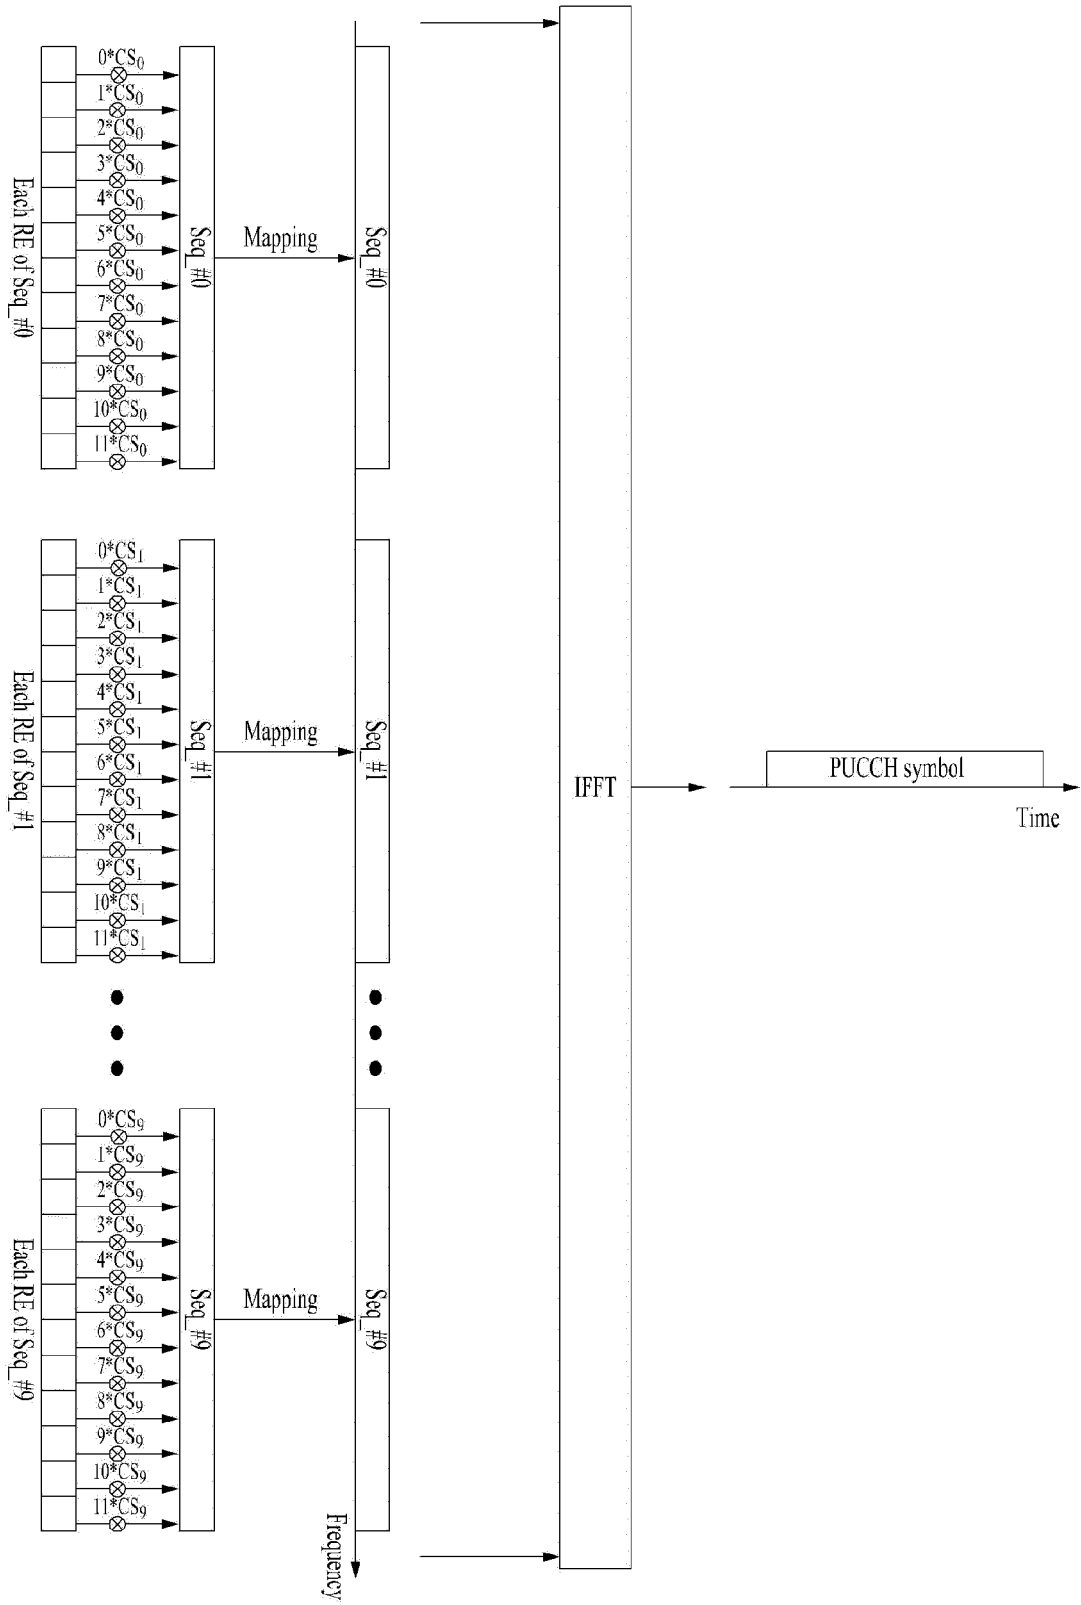 0*CS0
1*CS0
2*CS0
3*CS0
4*CS0
5*CS0
6*CS0
7*CS0
8*CS0
9*CS0
10*CS0
11*CS0
Each RE of Seq_#0
Seq_#0
Mapping
Seq_#0
0*CS1
1*CS1
2*CS1
3*CS1
4*CS1
5*CS1
6*CS1
7*CS1
8*CS1
9*CS1
10*CS1
11*CS1
Each RE of Seq_#1
Seq_#1
Mapping
Seq_#1
0*CS9
1*CS9
2*CS9
3*CS9
4*CS9
5*CS9
6*CS9
7*CS9
8*CS9
9*CS9
10*CS9
11*CS9
Each RE of Seq_#9
Seq_#9
Mapping
Seq_#9
Frequency
IFFT
PUCCH symbol
Time